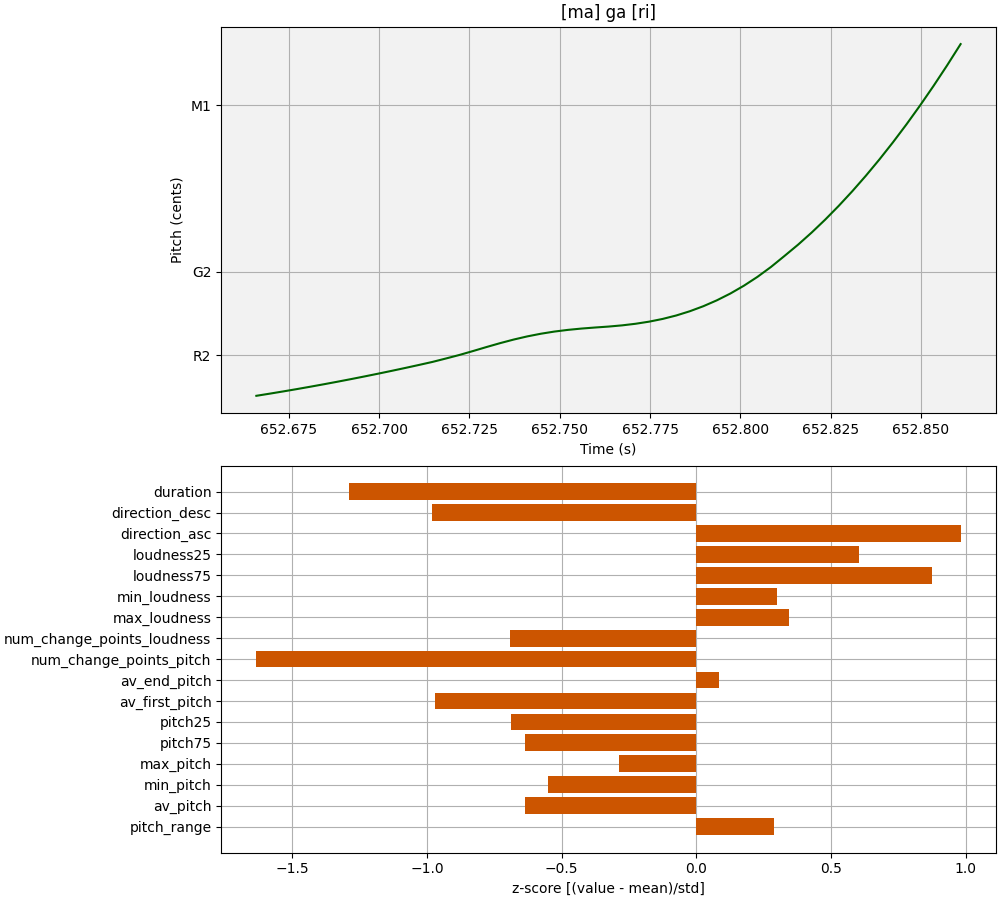 [ma] ga [ri]
Pitch (cents)
M1
G2
R2
652.675 652.700 652.725 652.750 652.775 652.800 652.825 652.850
Time (s)
duration
direction_desc
direction_asc
loudness25
loudness75
min_loudness
max_loudness
num_change_points_loudness
num_change_points_pitch
av_end_pitch
av_first_pitch
pitch25
pitch75
max_pitch
min_pitch
av_pitch
pitch_range
−1.5 −1.0 −0.5 0.0 0.5 1.0
z-score [(value - mean)/std]